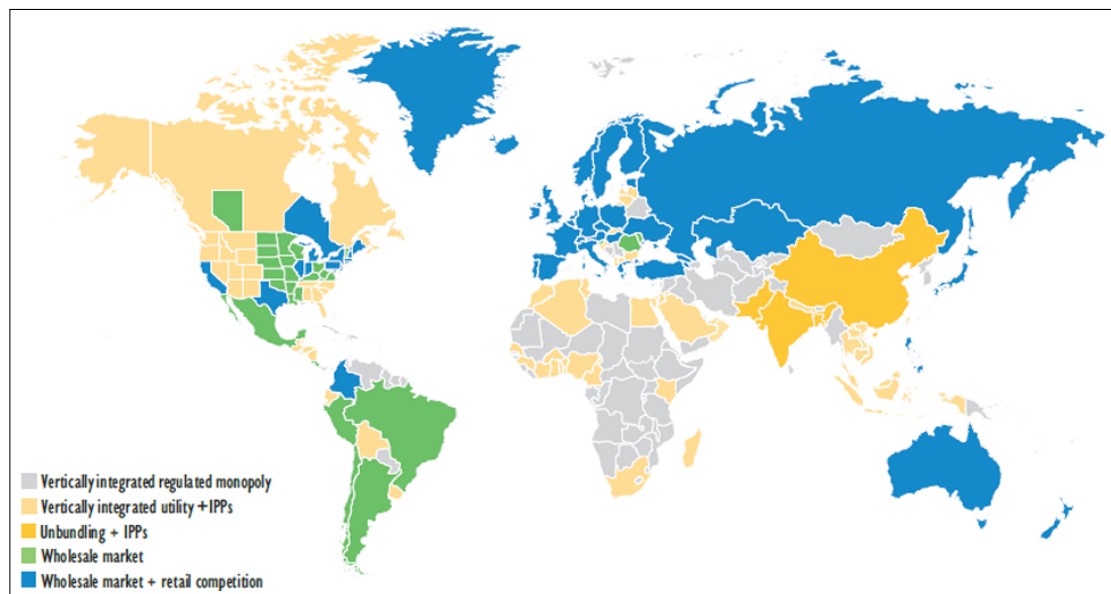 Vertically integrated regulated monopoly
Vertically integrated utility +IPPs
Unbundling + IPPs
Wholesale market
Wholesale market + retail competition